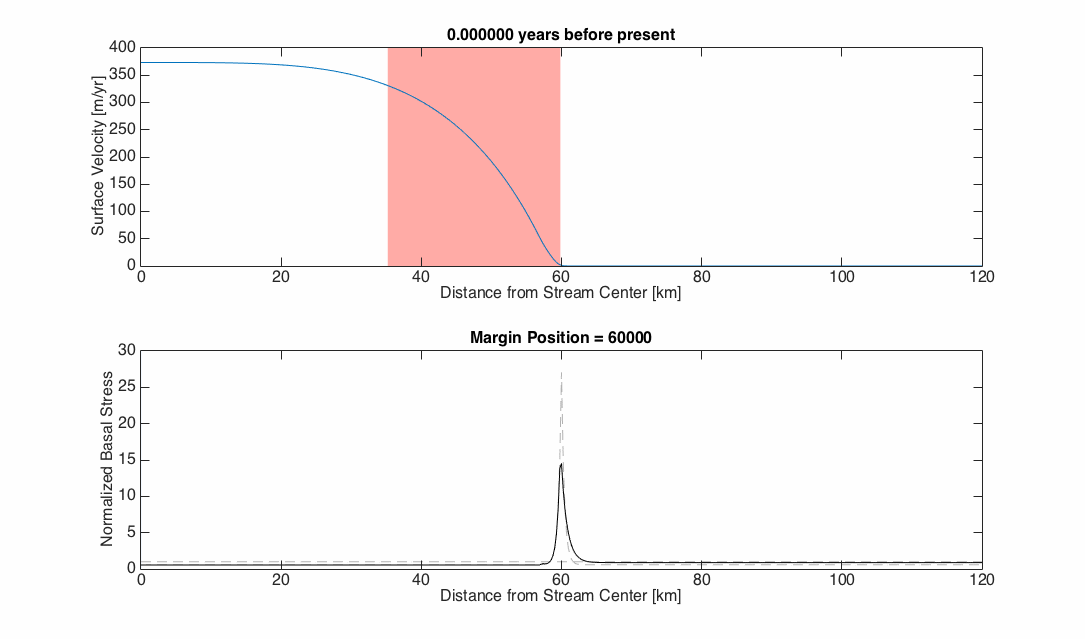 0.000000 years before present
400
350
300
250
200
150
100
50
0
Surface Velocity [m/yr]
0 20 40 60 80 100 120
Distance from Stream Center [km]
Margin Position = 60000
30
25
20
15
10
5
0
Normalized Basal Stress
0 20 40 60 80 100 120
Distance from Stream Center [km]